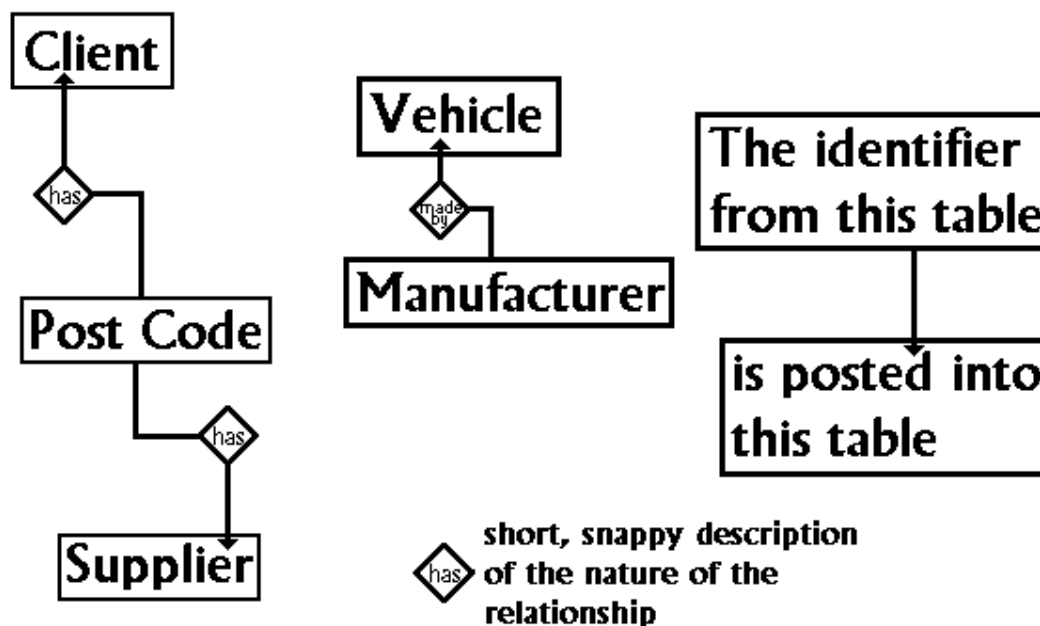 Client
has
Post Code
has
Supplier
Vehicle
made
by
Manufacturer
The identifier
from this table
is posted into
this table
has
short, snappy description
of the nature of the
relationship